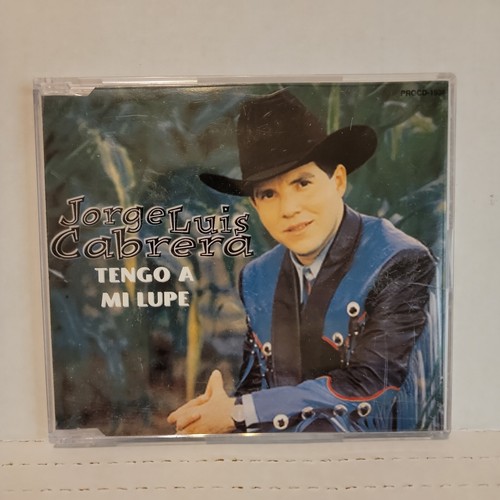 Jorge Luis
Cabrera
TENGO A
MI LUPE